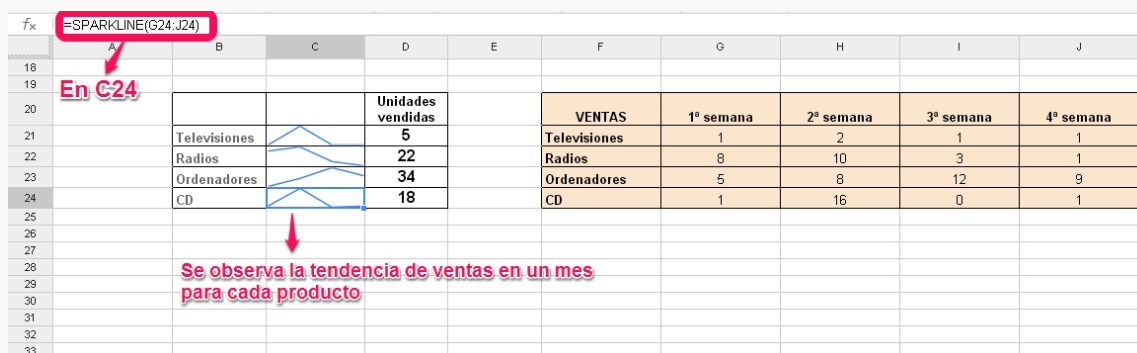 fx =SPARKLINE(G24:J24)
A B C D E F G H I J
18
19
En C24
20 Unidades vendidas VENTAS 1ª semana 2ª semana 3ª semana 4ª semana
21 Televisiones 5 Televisiones 1 2 1 1
22 Radios 22 Radios 8 10 3 1
23 Ordenadores 34 Ordenadores 5 8 12 9
24 CD 18 CD 1 16 0 1
25
26
27
28
Se observa la tendencia de ventas en un mes
29
para cada producto
30
31
32
33